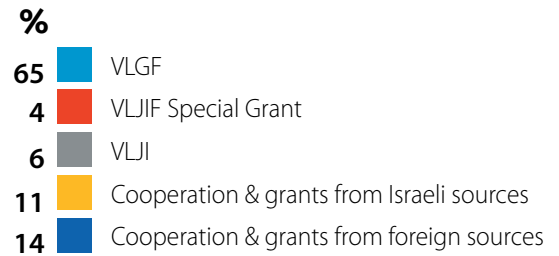 %
65 VLGF
4 VLJIF Special Grant
6 VLJI
11 Cooperation & grants from Israeli sources
14 Cooperation & grants from foreign sources